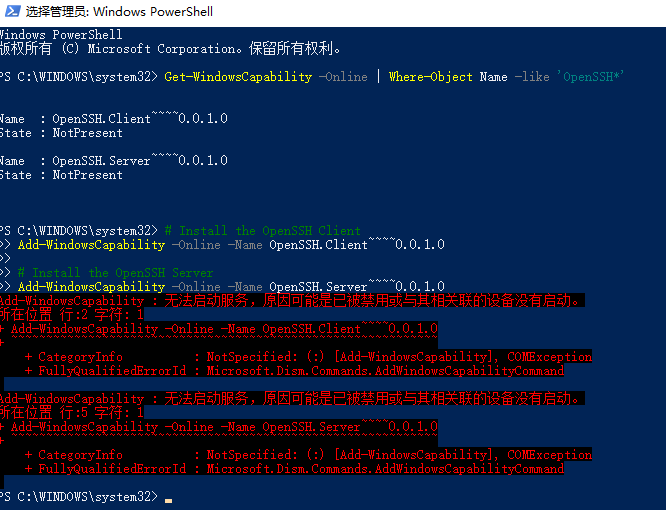 选择管理员: Windows PowerShell
Windows PowerShell
版权所有 (C) Microsoft Corporation。保留所有权利。
PS C:\WINDOWS\system32> Get-WindowsCapability -Online | Where-Object Name -like 'OpenSSH*'
Name  : OpenSSH.Client~~~~0.0.1.0
State : NotPresent
Name  : OpenSSH.Server~~~~0.0.1.0
State : NotPresent
PS C:\WINDOWS\system32> # Install the OpenSSH Client
>> Add-WindowsCapability -Online -Name OpenSSH.Client~~~~0.0.1.0
>>
>> # Install the OpenSSH Server
>> Add-WindowsCapability -Online -Name OpenSSH.Server~~~~0.0.1.0
Add-WindowsCapability : 无法启动服务，原因可能是已被禁用或与其相关联的设备没有启动。
所在位置 行:2 字符: 1
+ Add-WindowsCapability -Online -Name OpenSSH.Client~~~~0.0.1.0
+ ~~~~~~~~~~~~~~~~~~~~~~~~~~~~~~~~~~~~~~~~~~~~~~~~~~~~~~~~~~~~~
+ CategoryInfo          : NotSpecified: (:) [Add-WindowsCapability], COMException
+ FullyQualifiedErrorId : Microsoft.Dism.Commands.AddWindowsCapabilityCommand
Add-WindowsCapability : 无法启动服务，原因可能是已被禁用或与其相关联的设备没有启动。
所在位置 行:5 字符: 1
+ Add-WindowsCapability -Online -Name OpenSSH.Server~~~~0.0.1.0
+ ~~~~~~~~~~~~~~~~~~~~~~~~~~~~~~~~~~~~~~~~~~~~~~~~~~~~~~~~~~~~~
+ CategoryInfo          : NotSpecified: (:) [Add-WindowsCapability], COMException
+ FullyQualifiedErrorId : Microsoft.Dism.Commands.AddWindowsCapabilityCommand
PS C:\WINDOWS\system32>